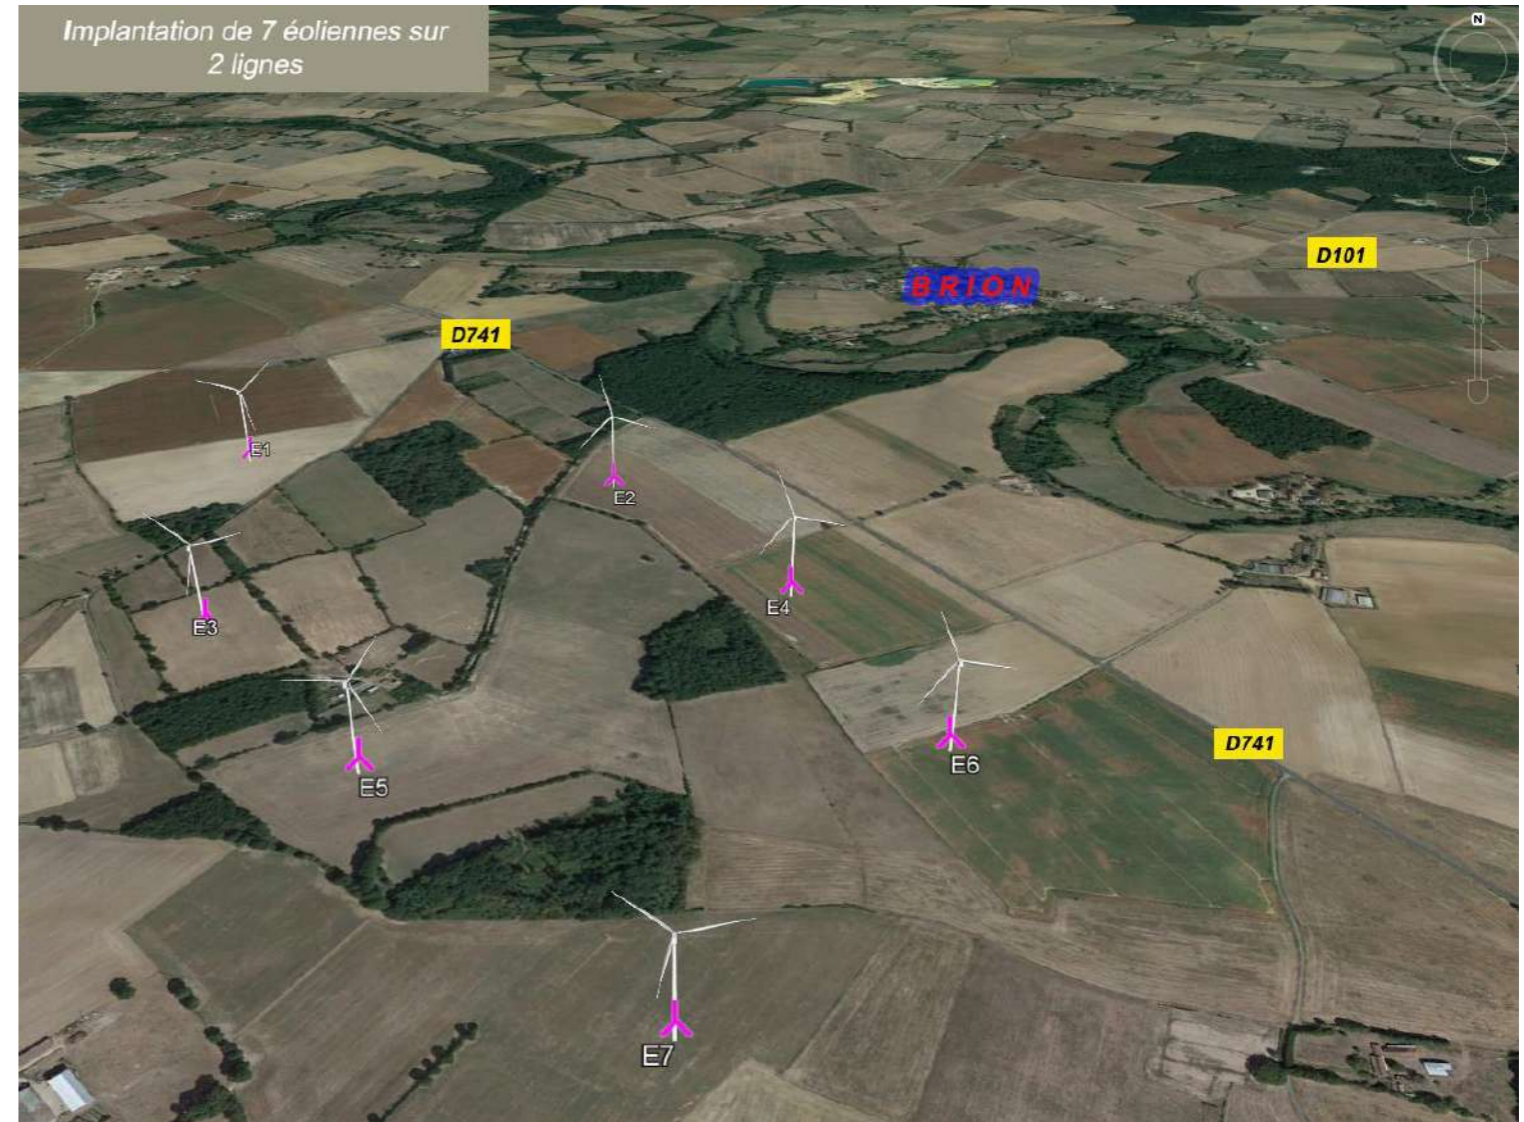 Implantation de 7 éoliennes sur
2 lignes
N
D101
BRION
D741
E1
E2
E4
E3
E6
D741
E5
E7